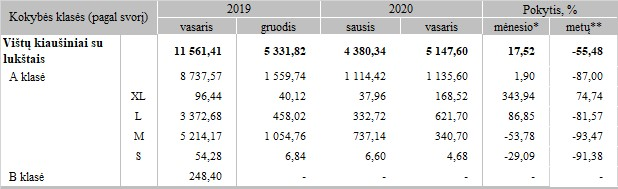 Kokybės klasės (pagal svorį) 2019 2020 Pokytis, %
vasaris gruodis sausis vasaris mėnesio* metų**
Vištų kiaušiniai su lukštais 11 561,41 5 331,82 4 380,34 5 147,60 17,52 -55,48
A klasė 8 737,57 1 559,74 1 114,42 1 135,60 1,90 -87,00
XL 96,44 40,12 37,96 168,52 343,94 74,74
L 3 372,68 458,02 332,72 621,70 86,85 -81,57
M 5 214,17 1 054,76 737,14 340,70 -53,78 -93,47
S 54,28 6,84 6,60 4,68 -29,09 -91,38
B klasė 248,40 - - - - -